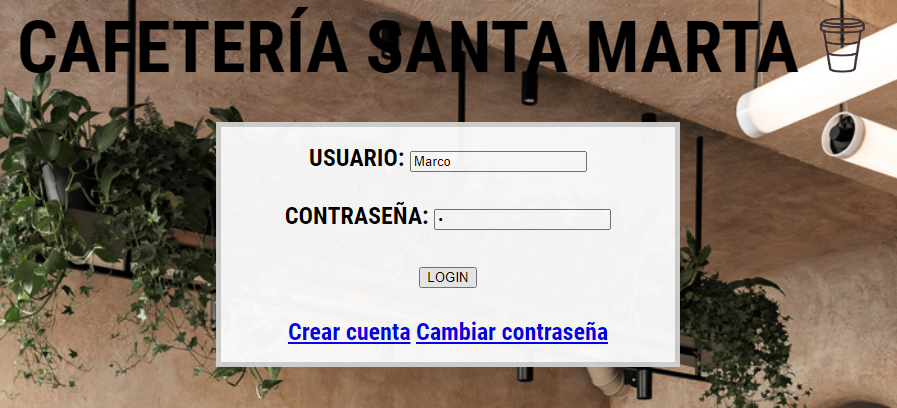 CAFETERÍA SANTA MARTA
USUARIO: Marco
CONTRASEÑA: •
LOGIN
Crear cuenta Cambiar contraseña